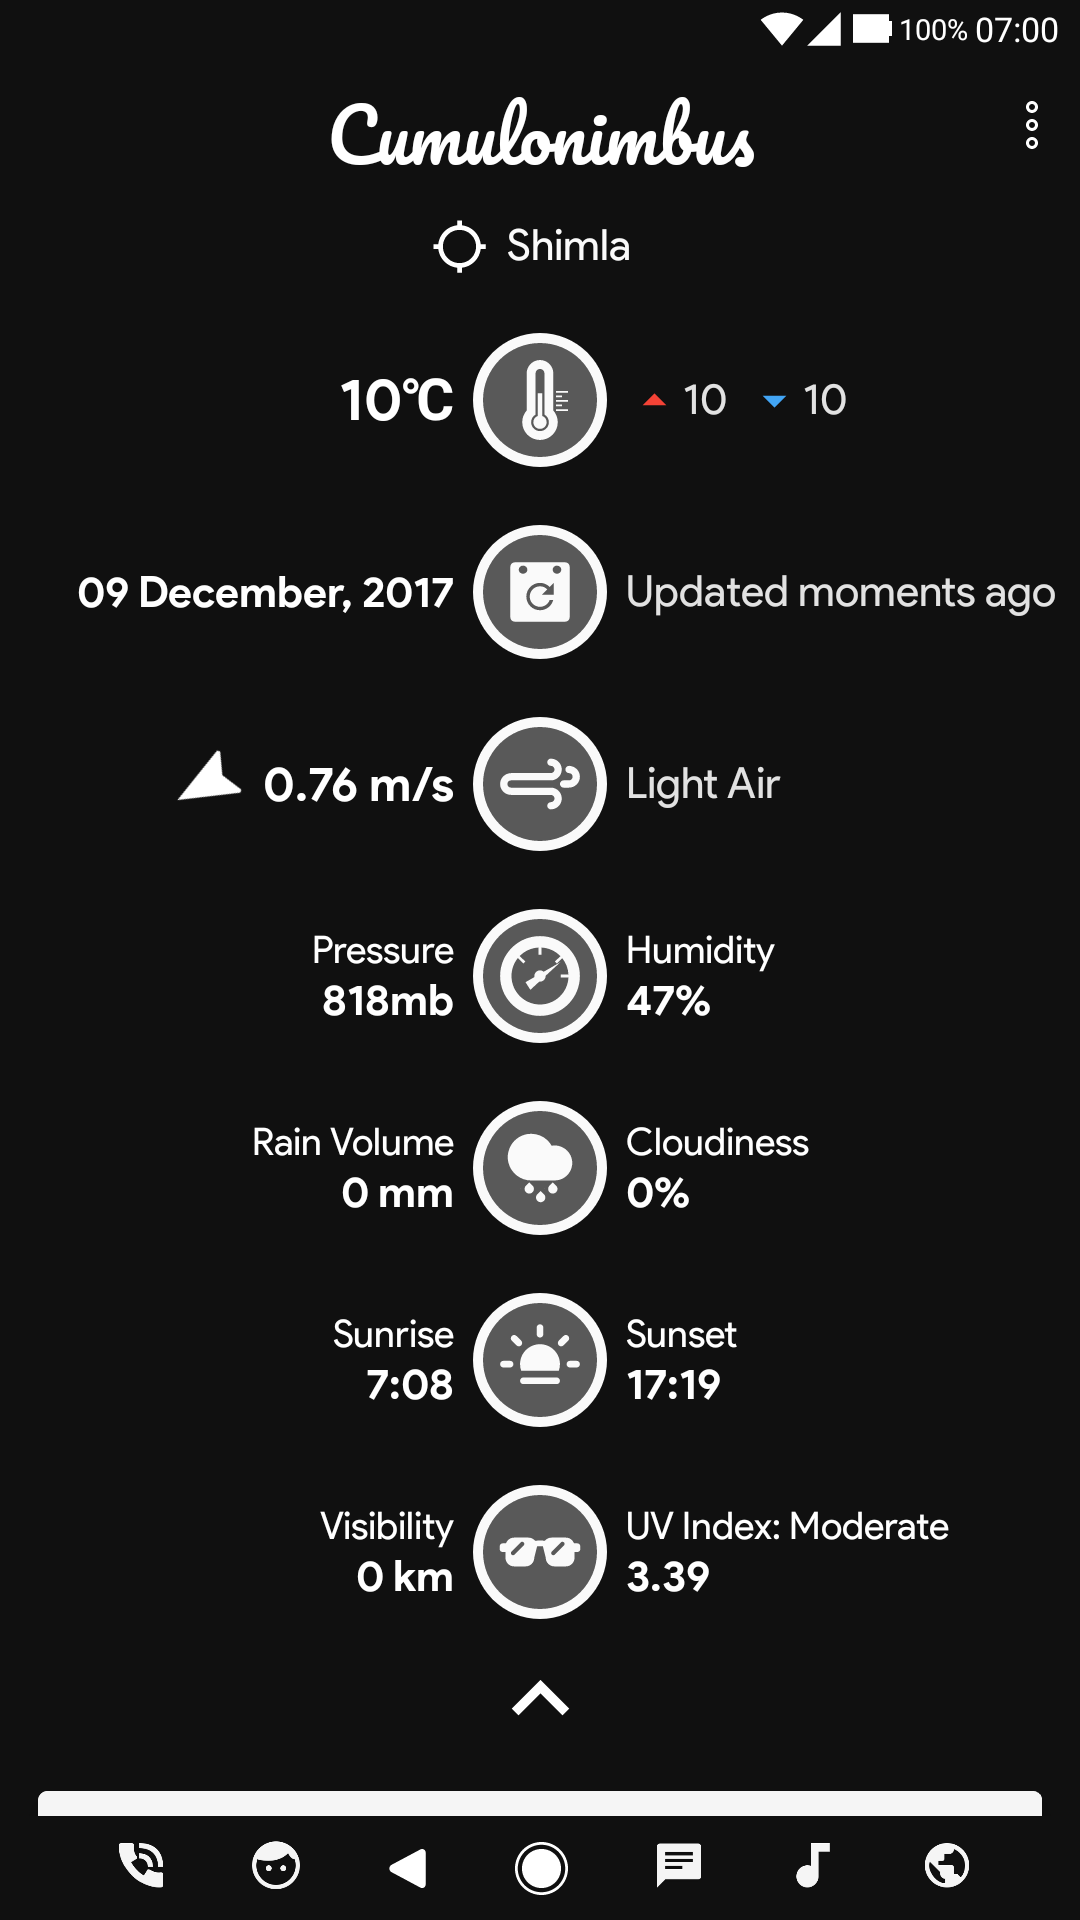 100% 07:00
Cumulonimbus
Shimla
10°C 10 10
09 December, 2017 Updated moments ago
0.76 m/s Light Air
Pressure Humidity
818mb 47%
Rain Volume Cloudiness
0 mm 0%
Sunrise Sunset
7:08 17:19
Visibility UV Index: Moderate
0 km 3.39